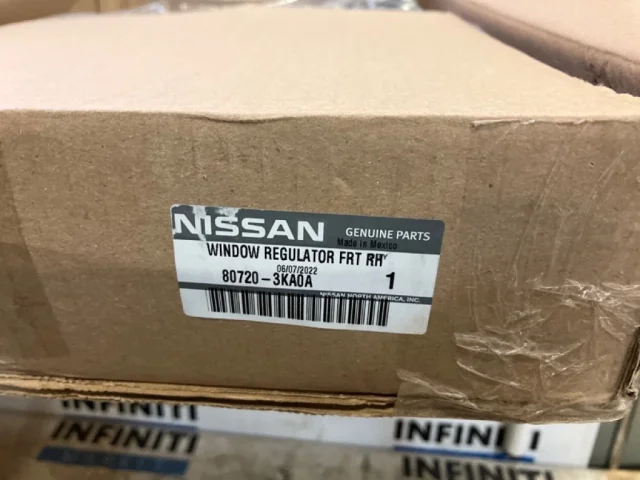 NISSAN GENUINE PARTS
Made in Mexico
WINDOW REGULATOR FRT RH
06/07/2022
80720-3KA0A 1
NISSAN NORTH AMERICA, INC.
INFINITI INFINITI
INFINITI INFINITI